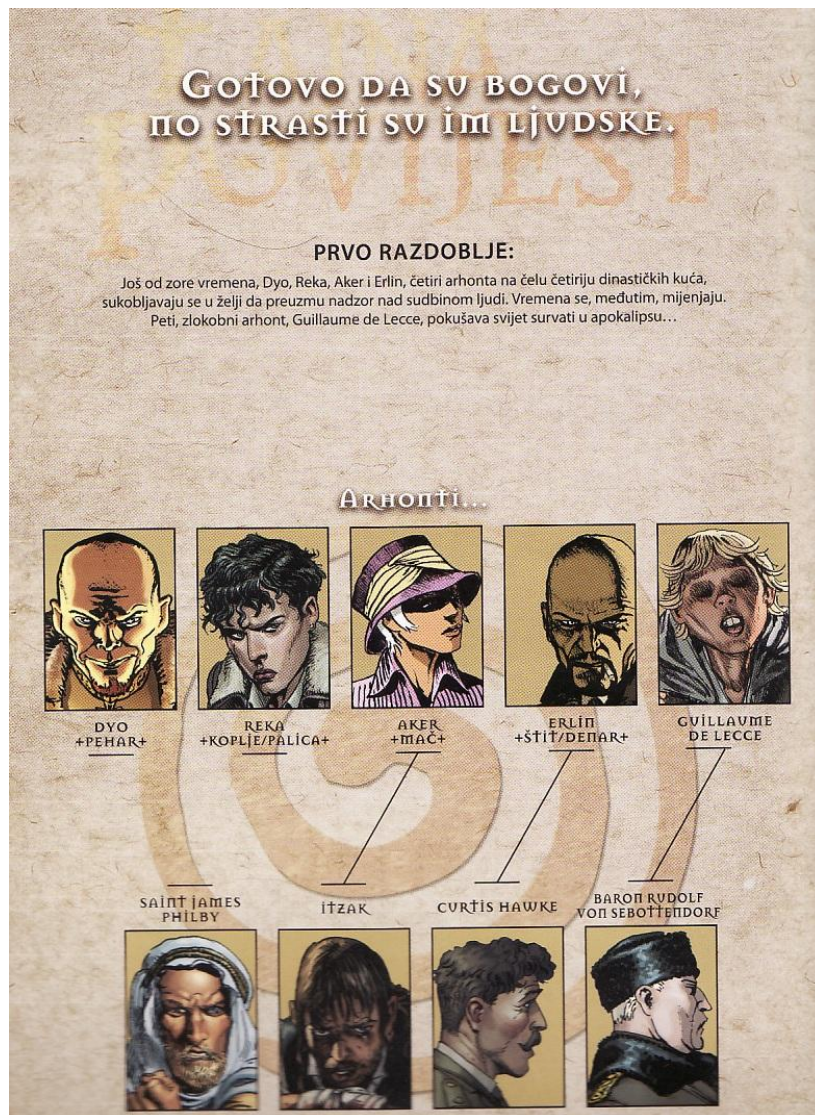 TAJNA
POVIJEST
GOTOVO DA SU BOGOVI,
NO STRASTI SU IM LJUDSKE.
PRVO RAZDOBLJE:
Još od zore vremena, Dyo, Reka, Aker i Erlin, četiri arhonta na čelu četiriju dinastičkih kuća,
sukobljavaju se u želji da preuzmu nadzor nad sudbinom ljudi. Vremena se, međutim, mijenjaju.
Peti, zlokobni arhont, Guillaume de Lecce, pokušava svijet survati u apokalipsu…
ARHONTI...
DYO
+PEHAR+
REKA
+KOPLJE/PALICA+
AKER
+MAČ+
ERLIN
+ŠTIT/DENAR+
GUILLAUME
DE LECCE
SAINT JAMES
PHILBY
ITZAK
CURTIS HAWKE
BARON RUDOLF
VON SEBOTTENDORF